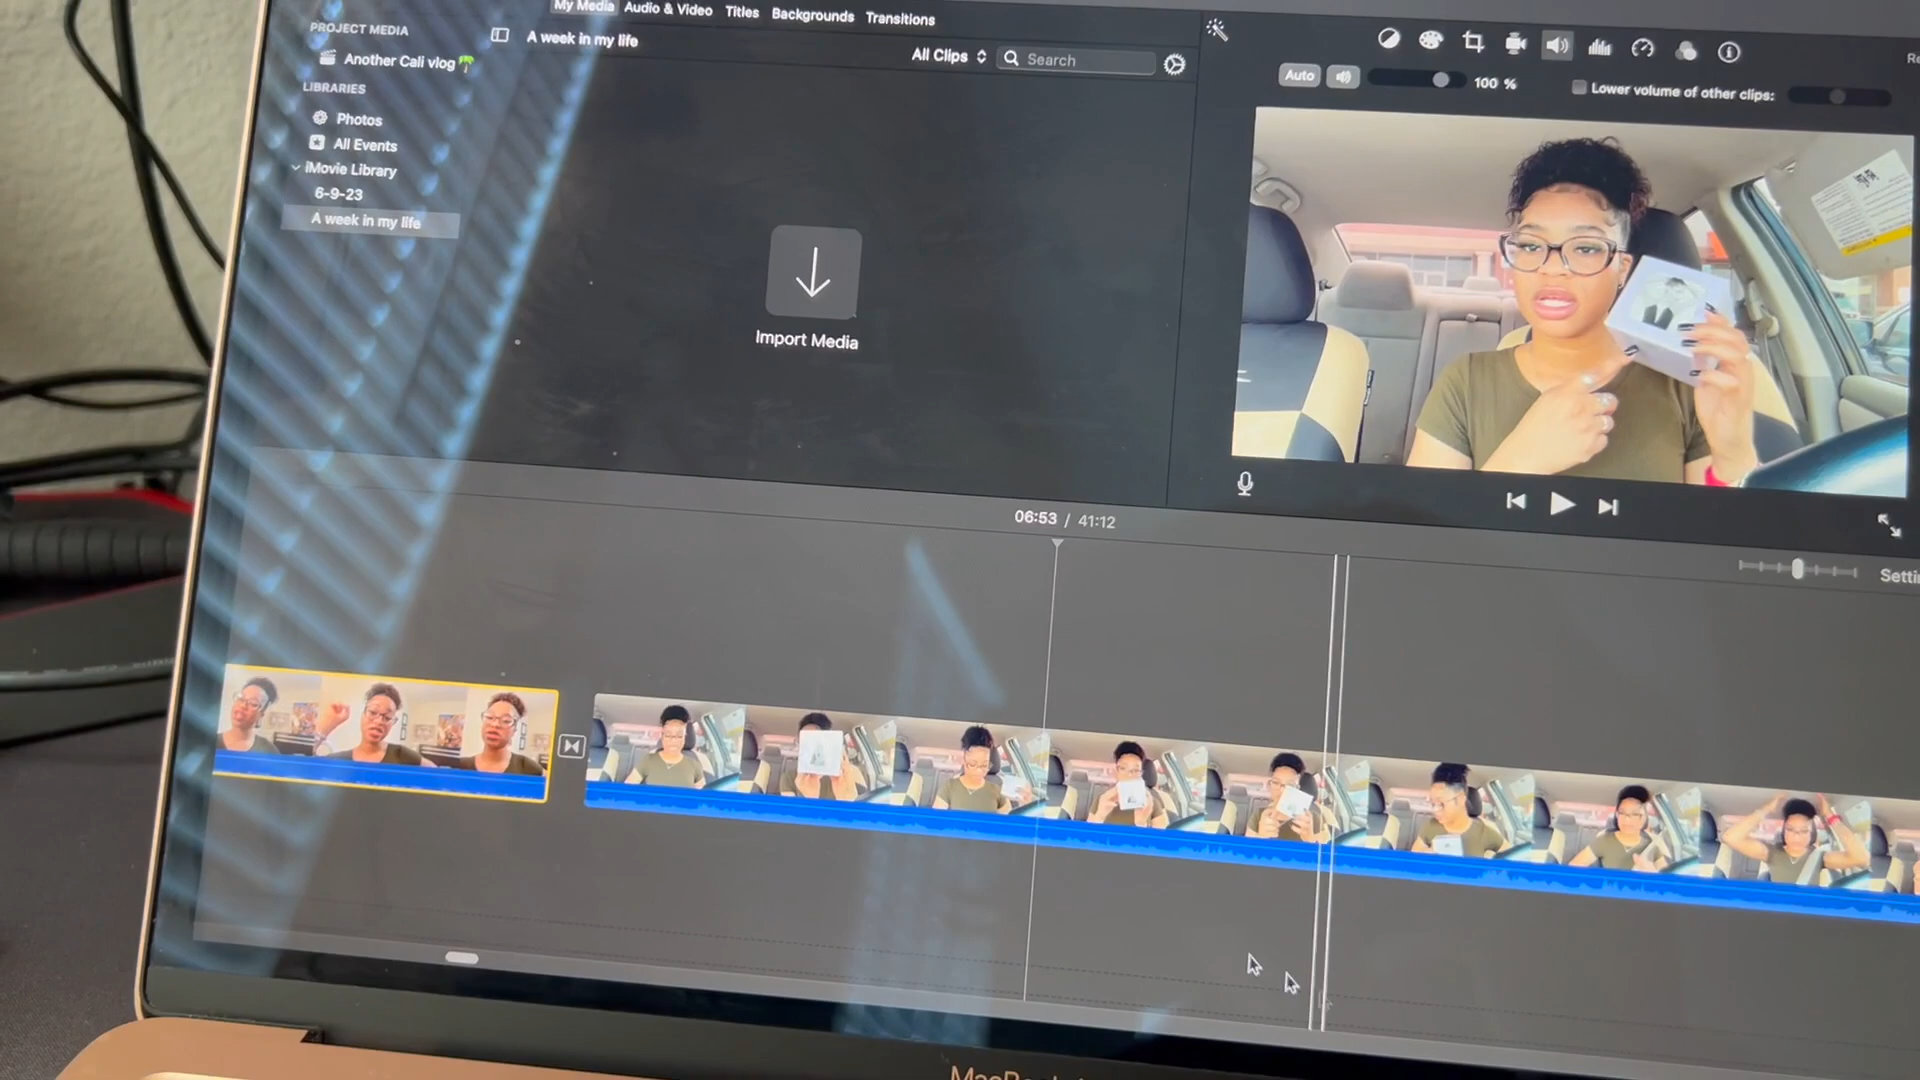 My Media Audio & Video Titles Backgrounds Transitions
PROJECT MEDIA
Another Cali vlog🌴
LIBRARIES
Photos
All Events
iMovie Library
6-9-23
A week in my life
A week in my life
All Clips
Search
Auto
100 %
Lower volume of other clips:
Import Media
06:53 / 41:12